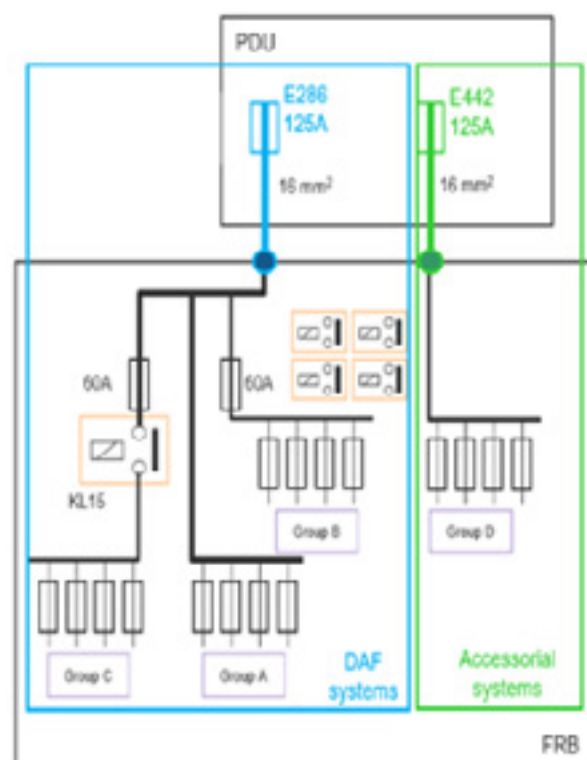 PDU
E286
125A
E442
125A
16 mm²
16 mm²
60A
60A
KL15
Group B
Group D
Group C
Group A
DAF
systems
Accessorial
systems
FRB